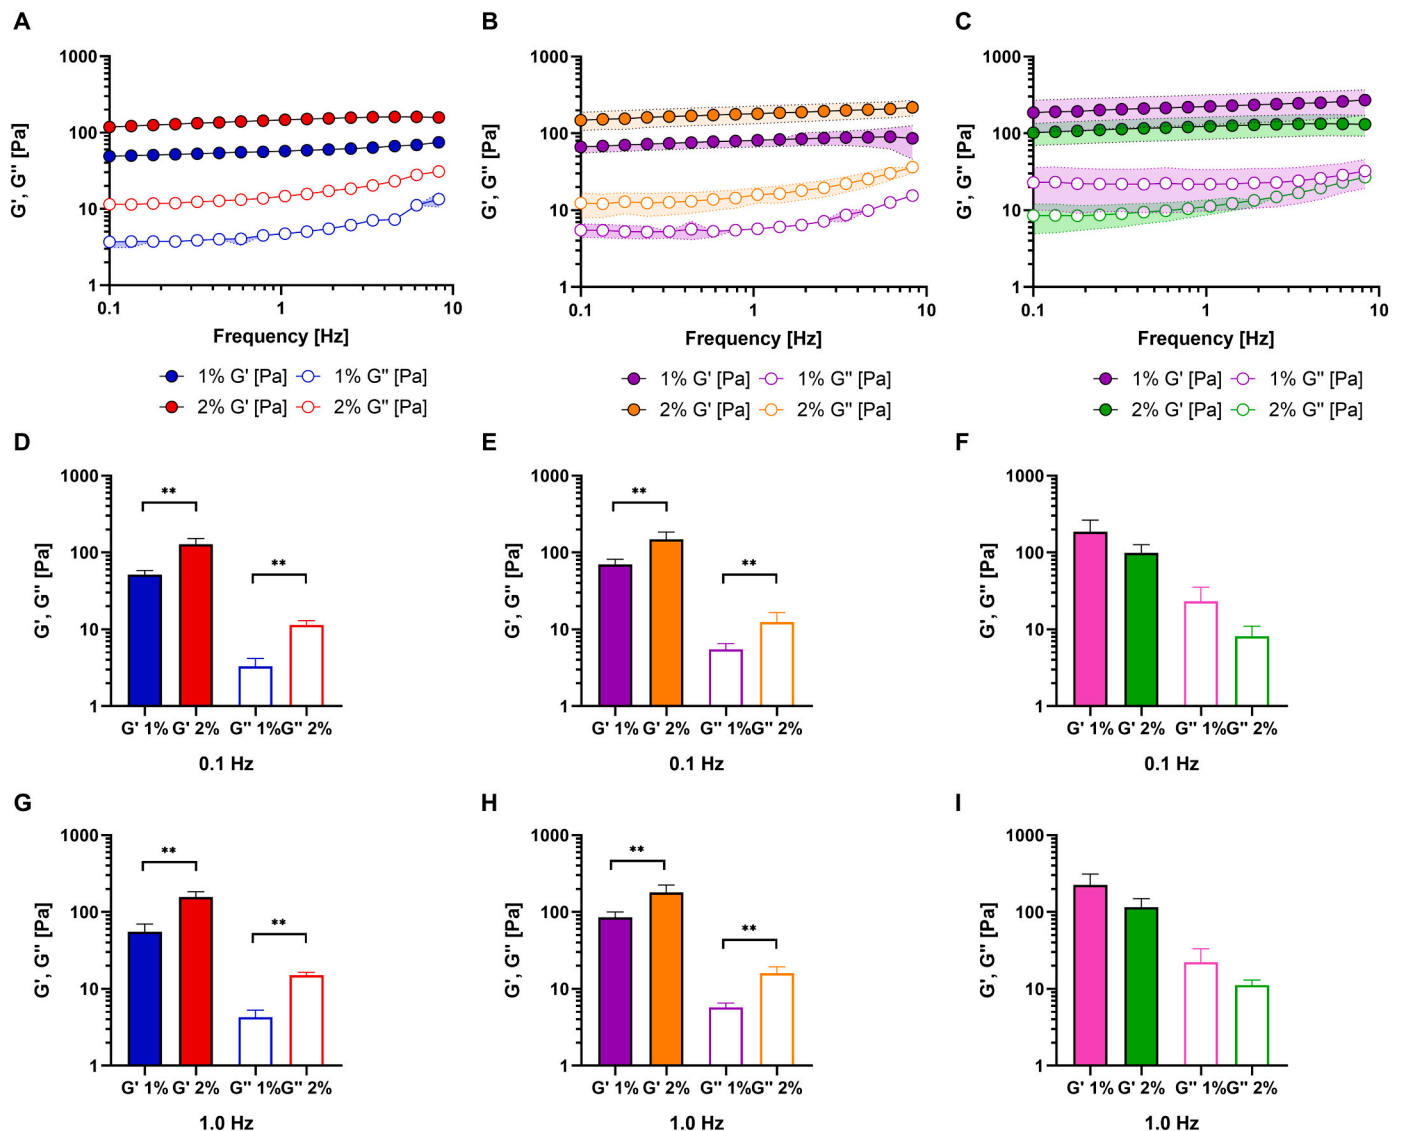 A
B
C
G', G'' [Pa]
1000
100
10
1
0.1
1
10
Frequency [Hz]
1% G' [Pa]
1% G'' [Pa]
2% G' [Pa]
2% G'' [Pa]
G', G'' [Pa]
1000
100
10
1
0.1
1
10
Frequency [Hz]
1% G' [Pa]
1% G'' [Pa]
2% G' [Pa]
2% G'' [Pa]
G', G'' [Pa]
1000
100
10
1
0.1
1
10
Frequency [Hz]
1% G' [Pa]
1% G'' [Pa]
2% G' [Pa]
2% G'' [Pa]
D
G', G'' [Pa]
1000
100
10
1
**
**
G' 1% G' 2% G'' 1% G'' 2%
0.1 Hz
E
G', G'' [Pa]
1000
100
10
1
**
**
G' 1% G' 2% G'' 1% G'' 2%
0.1 Hz
F
G', G'' [Pa]
1000
100
10
1
G' 1% G' 2% G'' 1% G'' 2%
0.1 Hz
G
G', G'' [Pa]
1000
100
10
1
**
**
G' 1% G' 2% G'' 1% G'' 2%
1.0 Hz
H
G', G'' [Pa]
1000
100
10
1
**
**
G' 1% G' 2% G'' 1% G'' 2%
1.0 Hz
I
G', G'' [Pa]
1000
100
10
1
G' 1% G' 2% G'' 1% G'' 2%
1.0 Hz